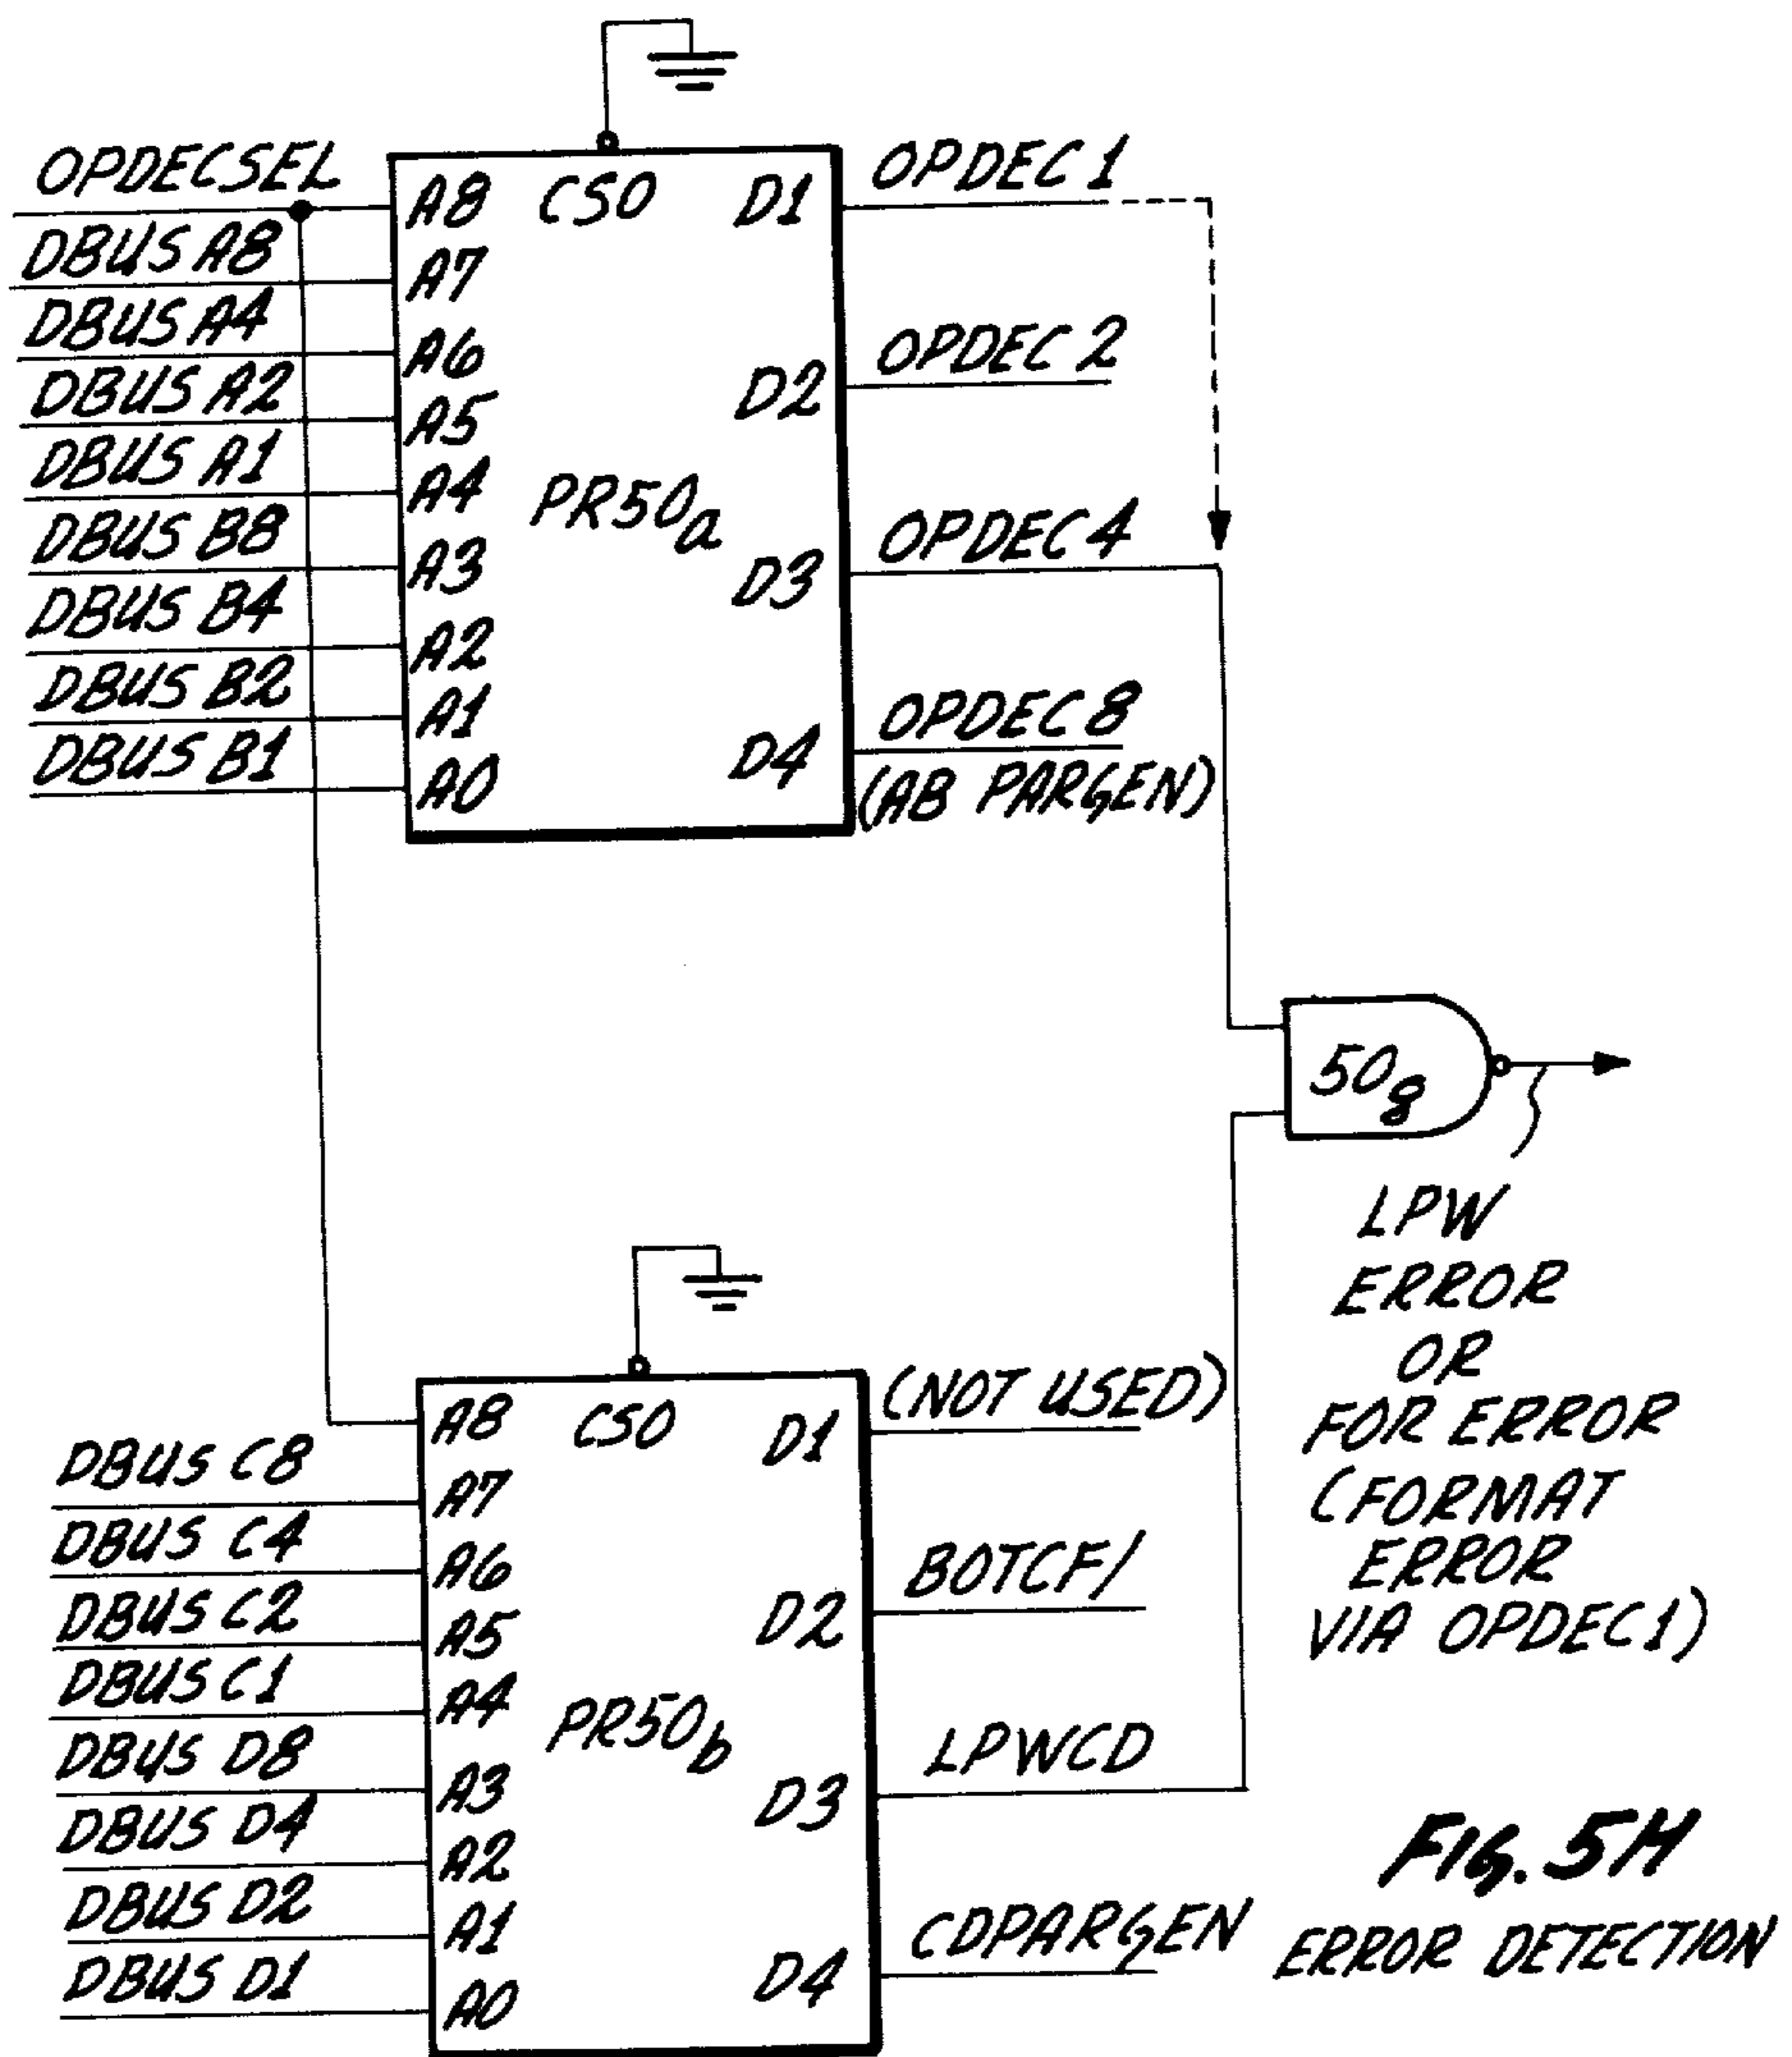 OPDECSEL
DBUS A8
DBUS A4
DBUS A2
DBUS A1
DBUS B8
DBUS B4
DBUS B2
DBUS B1
A8 CS0 D1
A7
A6
A5
A4
A3
A2
A1
A0
D2
D3
D4
PR50a
OPDEC 1
OPDEC 2
OPDEC 4
OPDEC 8
(AB PARGEN)
50g
LPW
ERROR
OR
FOR ERROR
(FORMAT
ERROR
VIA OPDEC1)
DBUS C8
DBUS C4
DBUS C2
DBUS C1
DBUS D8
DBUS D4
DBUS D2
DBUS D1
A8 CS0 D1
A7
A6
A5
A4
A3
A2
A1
A0
D2
D3
D4
PR50b
(NOT USED)
BOTCF/
LPWCD
CDPARGEN
FIG. 5H
ERROR DETECTION